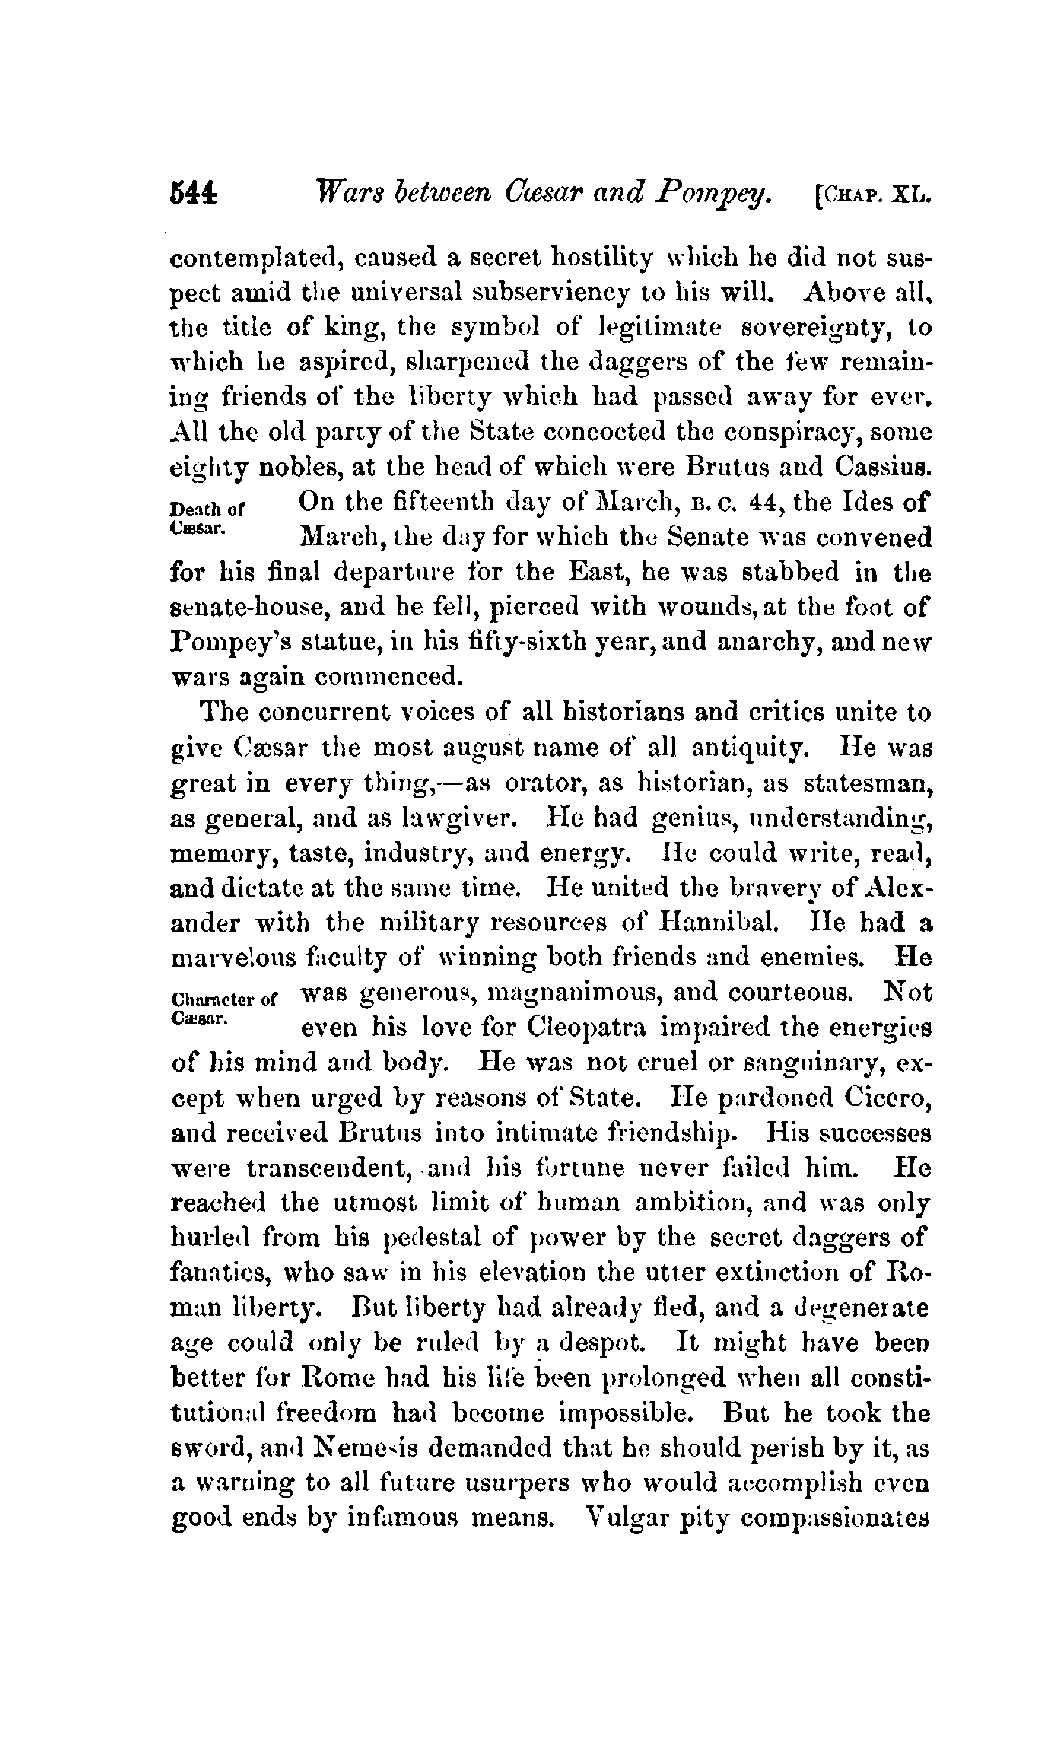 544 Wars between Cæsar and Pompey. [CHAP. XL.
contemplated, caused a secret hostility which he did not sus-
pect amid the universal subserviency to his will. Above all,
the title of king, the symbol of legitimate sovereignty, to
which he aspired, sharpened the daggers of the few remain-
ing friends of the liberty which had passed away for ever.
All the old party of the State concocted the conspiracy, some
eighty nobles, at the head of which were Brutus and Cassius.
Death of Cæsar.
On the fifteenth day of March, B. C. 44, the Ides of
March, the day for which the Senate was convened
for his final departure for the East, he was stabbed in the
senate-house, and he fell, pierced with wounds, at the foot of
Pompey's statue, in his fifty-sixth year, and anarchy, and new
wars again commenced.
The concurrent voices of all historians and critics unite to
give Cæsar the most august name of all antiquity. He was
great in every thing,—as orator, as historian, as statesman,
as general, and as lawgiver. He had genius, understanding,
memory, taste, industry, and energy. He could write, read,
and dictate at the same time. He united the bravery of Alex-
ander with the military resources of Hannibal. He had a
marvelous faculty of winning both friends and enemies. He
Character of Cæsar.
was generous, magnanimous, and courteous. Not
even his love for Cleopatra impaired the energies
of his mind and body. He was not cruel or sanguinary, ex-
cept when urged by reasons of State. He pardoned Cicero,
and received Brutus into intimate friendship. His successes
were transcendent, and his fortune never failed him. He
reached the utmost limit of human ambition, and was only
hurled from his pedestal of power by the secret daggers of
fanatics, who saw in his elevation the utter extinction of Ro-
man liberty. But liberty had already fled, and a degenerate
age could only be ruled by a despot. It might have been
better for Rome had his life been prolonged when all consti-
tutional freedom had become impossible. But he took the
sword, and Nemesis demanded that he should perish by it, as
a warning to all future usurpers who would accomplish even
good ends by infamous means. Vulgar pity compassionates